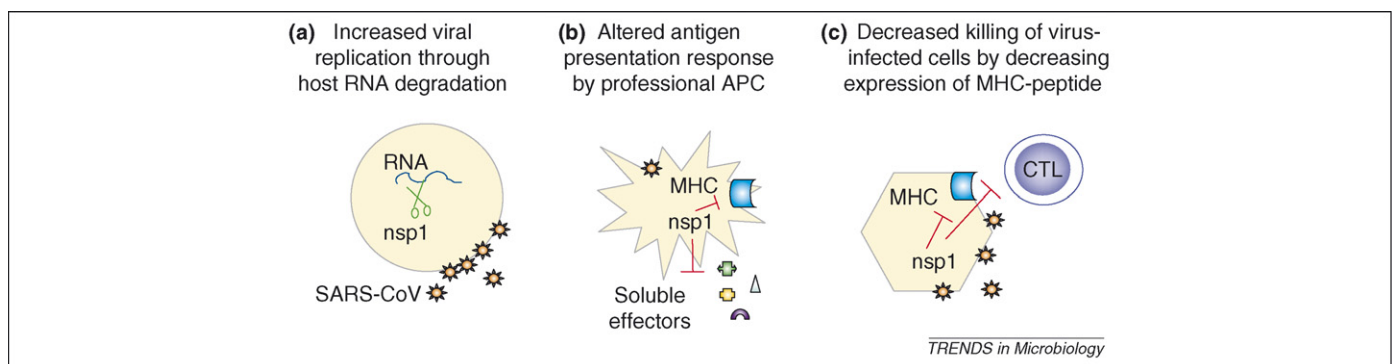 (a) Increased viral
replication through
host RNA degradation
RNA
nsp1
SARS-CoV
(b) Altered antigen
presentation response
by professional APC
MHC
nsp1
Soluble
effectors
(c) Decreased killing of virus-
infected cells by decreasing
expression of MHC-peptide
CTL
MHC
nsp1
TRENDS in Microbiology